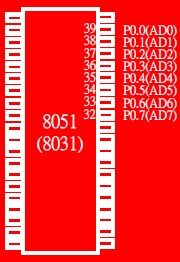 39 P0.0(AD0)
38 P0.1(AD1)
37 P0.2(AD2)
36 P0.3(AD3)
35 P0.4(AD4)
34 P0.5(AD5)
33 P0.6(AD6)
32 P0.7(AD7)
8051
(8031)